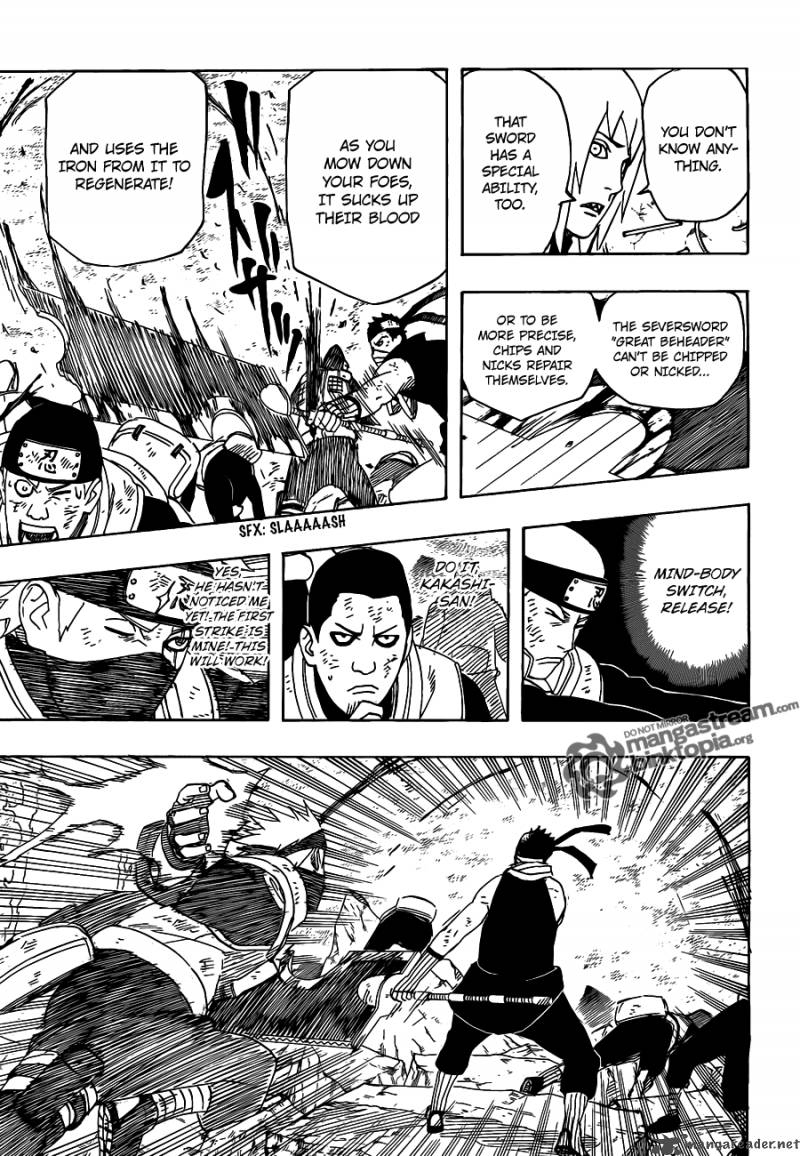 YOU DON'T
KNOW ANY-
THING.
THAT
SWORD
HAS A
SPECIAL
ABILITY,
TOO.
THE SEVERSWORD
"GREAT BEHEADER"
CAN'T BE CHIPPED
OR NICKED...
OR TO BE
MORE PRECISE,
CHIPS AND
NICKS REPAIR
THEMSELVES.
AS YOU
MOW DOWN
YOUR FOES,
IT SUCKS UP
THEIR BLOOD
AND USES THE
IRON FROM IT TO
REGENERATE!
忍
SFX: SLAAAAASH
MIND-BODY
SWITCH,
RELEASE!
忍
DO IT,
KAKASHI-
SAN!
YES,
HE HASN'T
NOTICED ME
YET! THE FIRST
STRIKE IS
MINE! THIS
WILL WORK!
DO NOT MIRROR
mangastream.com
inktopia.org
mangareader.net